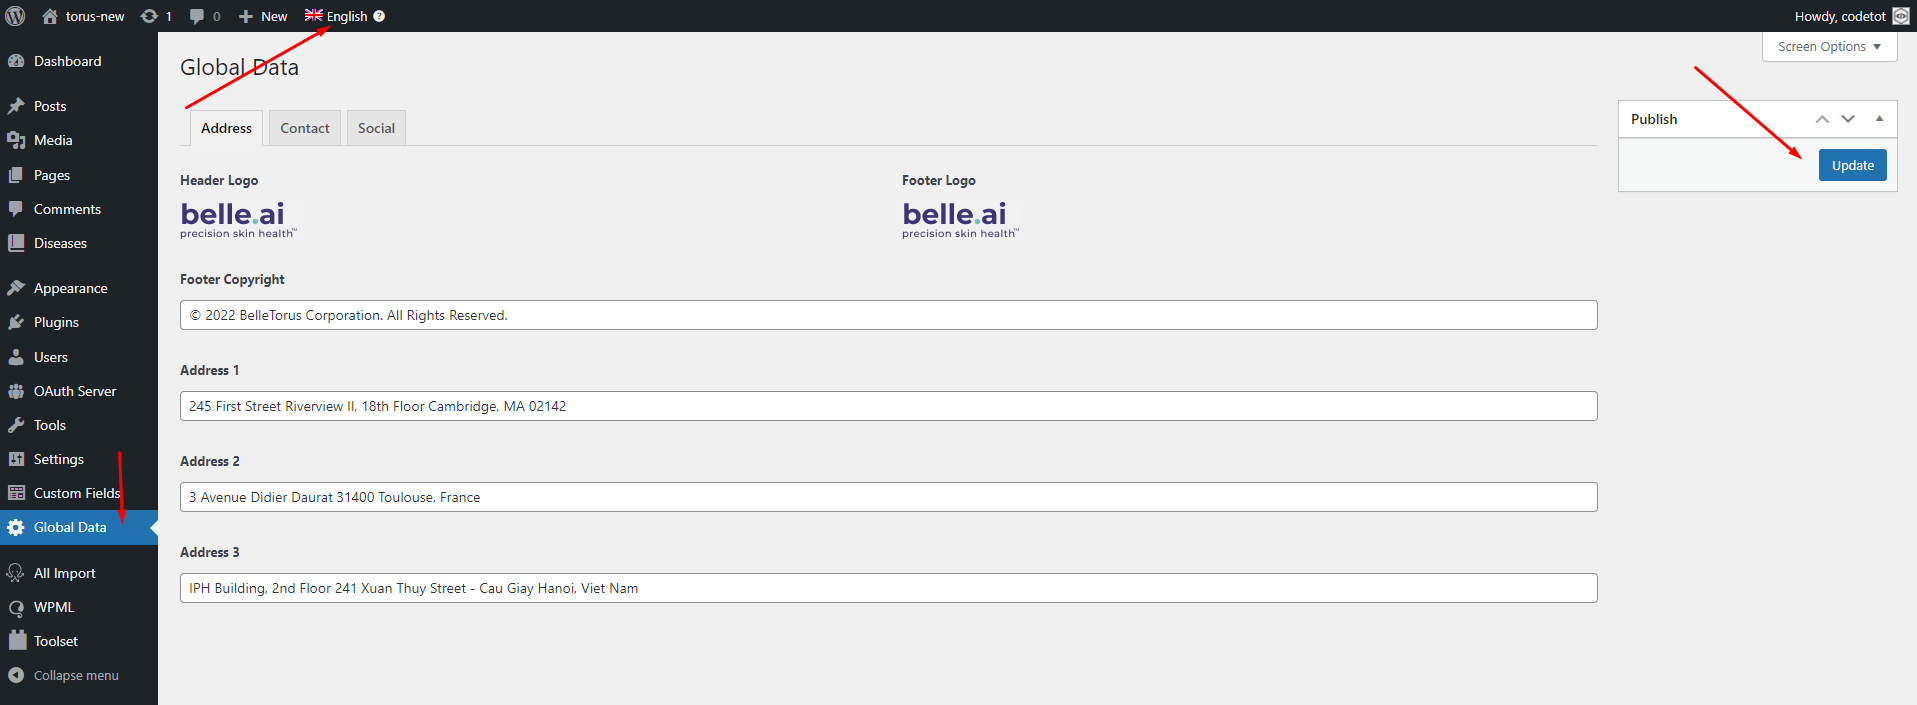 torus-new 1 0 New English ? Howdy, codetot
Screen Options
Dashboard
Posts
Media
Pages
Comments
Diseases
Appearance
Plugins
Users
OAuth Server
Tools
Settings
Custom Fields
Global Data
All Import
WPML
Toolset
Collapse menu
Global Data
Address Contact Social
Header Logo
belle.ai
precision skin health™
Footer Logo
belle.ai
precision skin health™
Footer Copyright
© 2022 BelleTorus Corporation. All Rights Reserved.
Address 1
245 First Street Riverview II, 18th Floor Cambridge, MA 02142
Address 2
3 Avenue Didier Daurat 31400 Toulouse, France
Address 3
IPH Building, 2nd Floor 241 Xuan Thuy Street - Cau Giay Hanoi, Viet Nam
Publish
Update